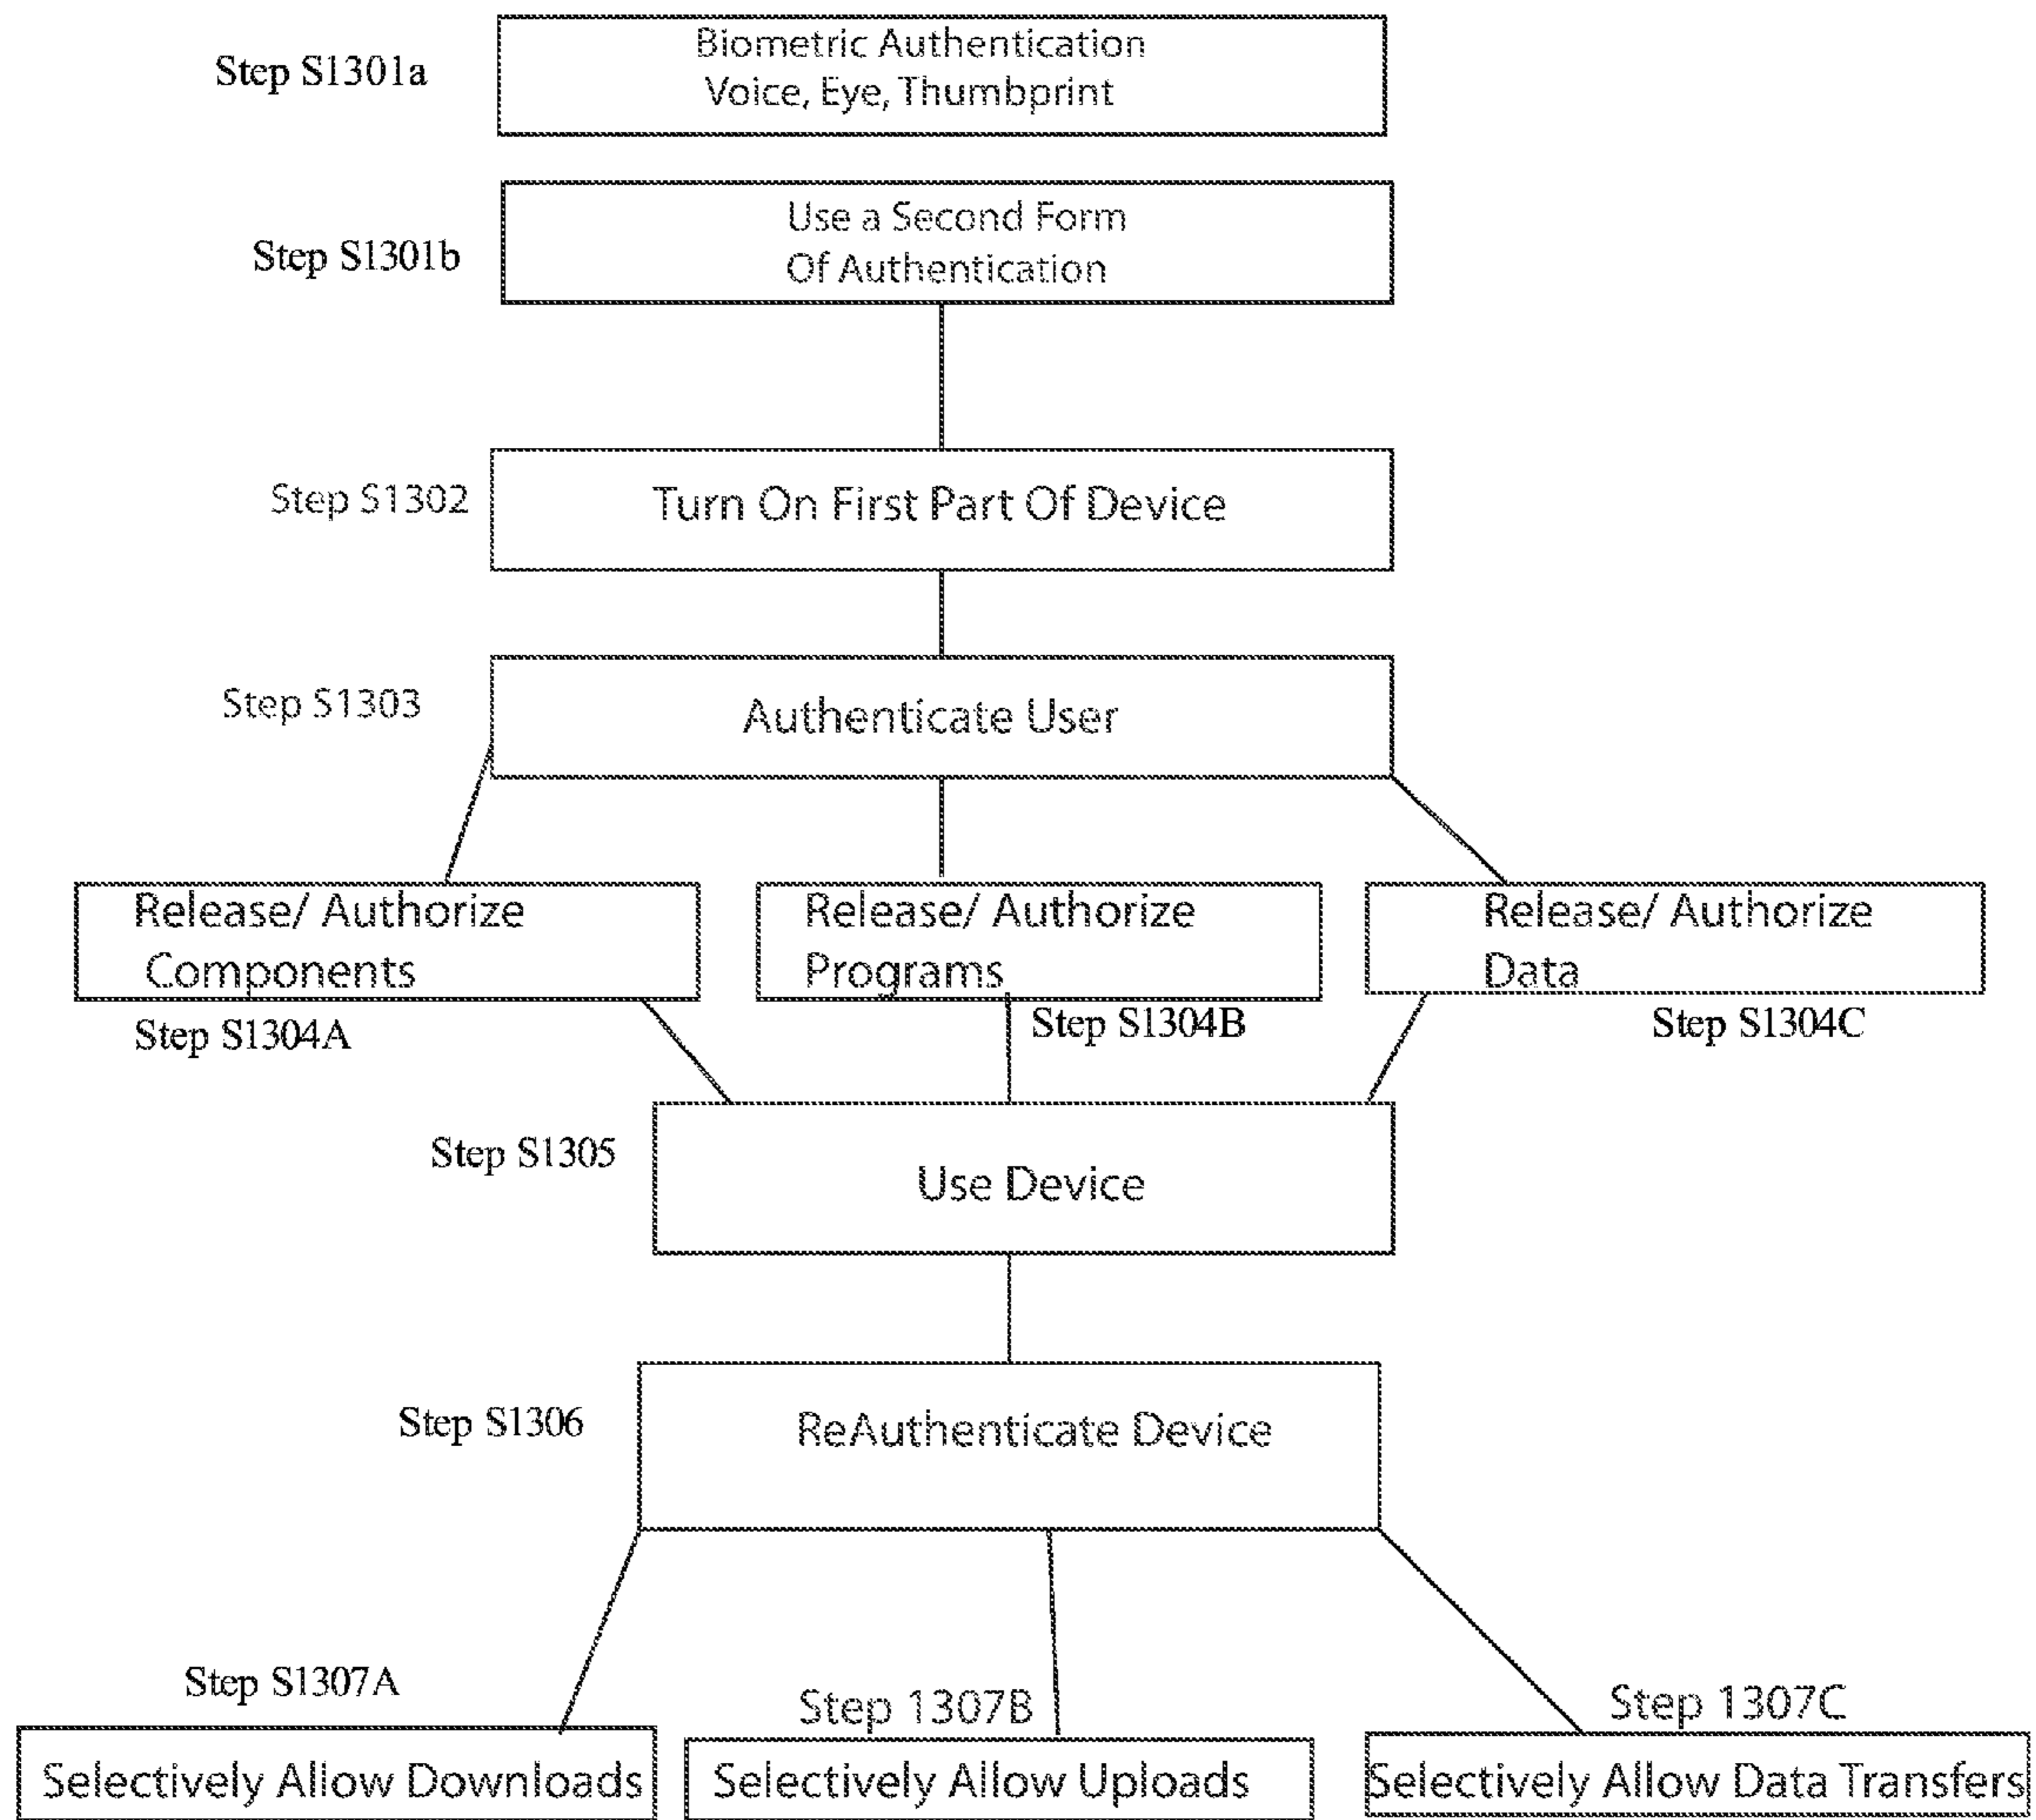 Biometric Authentication
Step S1301a
Voice, Eye, Thumbprint
Use a Second Form
Step S1301b
Of Authentication
Step S1302
Turn On First Part Of Device
Step S1303
Authenticate User
Release/ Authorize
Components
Release/ Authorize
Programs
Release/ Authorize
Data
Step S1304A
Step S1304B
Step S1304C
Step S1305
Use Device
Step S1306
ReAuthenticate Device
Step S1307A
Step 1307B
Step 1307C
Selectively Allow Downloads
Selectively Allow Uploads
Selectively Allow Data Transfers